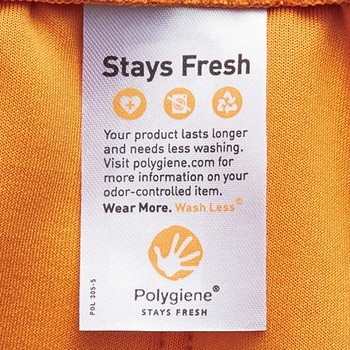 Stays Fresh
Your product lasts longer
and needs less washing.
Visit polygiene.com for
more information on your
odor-controlled item.
Wear More. Wash Less©
Polygiene®
STAYS FRESH
POL 305-S